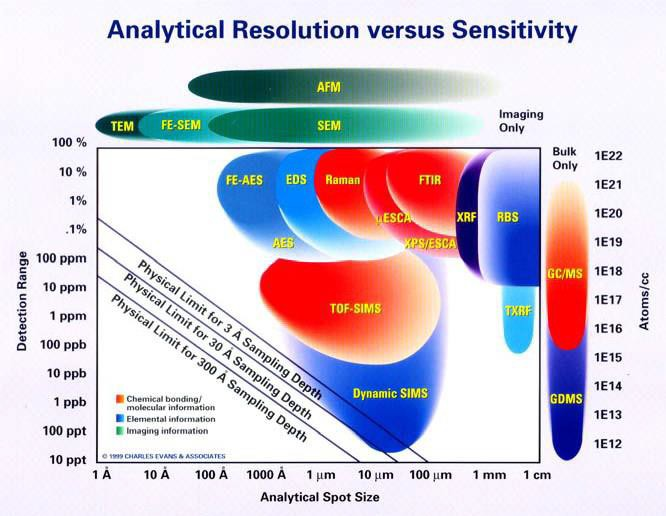 Analytical Resolution versus Sensitivity
AFM
TEM
FE-SEM
SEM
Imaging
Only
Bulk
Only
100 %
10 %
1%
.1%
100 ppm
10 ppm
1 ppm
100 ppb
10 ppb
1 ppb
100 ppt
10 ppt
Detection Range
FE-AES
EDS
Raman
FTIR
µESCA
XRF
RBS
AES
XPS/ESCA
TOF-SIMS
TXRF
Dynamic SIMS
GC/MS
GDMS
Physical Limit for 3 Å Sampling Depth
Physical Limit for 30 Å Sampling Depth
Physical Limit for 300 Å Sampling Depth
Chemical bonding/
molecular information
Elemental information
Imaging information
© 1999 CHARLES EVANS & ASSOCIATES
1E22
1E21
1E20
1E19
1E18
1E17
1E16
1E15
1E14
1E13
1E12
Atoms/cc
1 Å
10 Å
100 Å
1000 Å
1 µm
10 µm
100 µm
1 mm
1 cm
Analytical Spot Size